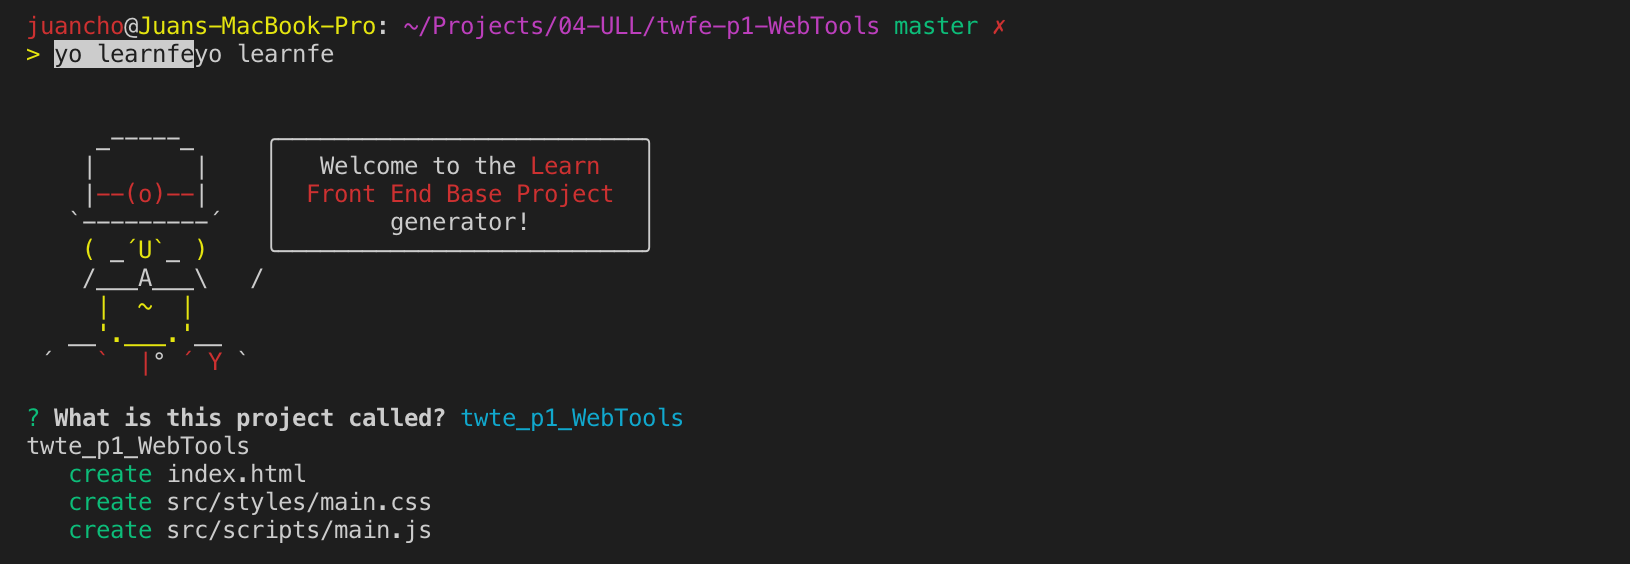 juancho@Juans-MacBook-Pro: ~/Projects/04-ULL/twfe-p1-WebTools master ✗
> yo learnfeyo learnfe
     _-----_
    |       |
    |--(o)--|
   `---------´
    ( _´U`_ )
    /___A___\   /
     |  ~  |
   __'.___.'__
 ´   `  |° ´ Y `
Welcome to the Learn
Front End Base Project
generator!
? What is this project called? twte_p1_WebTools
twte_p1_WebTools
   create index.html
   create src/styles/main.css
   create src/scripts/main.js